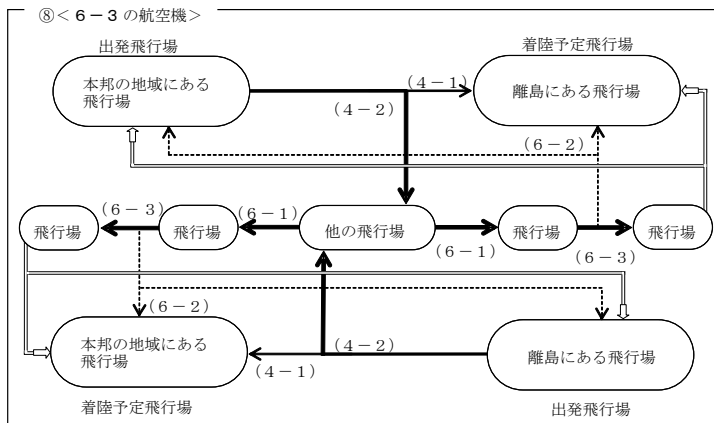 ⑧<６－３の航空機>
出発飛行場
着陸予定飛行場
本邦の地域にある
飛行場
(４－１)
(４－２)
離島にある飛行場
(６－２)
飛行場
(６－３)
飛行場
(６－１)
他の飛行場
(６－１)
飛行場
(６－３)
飛行場
(６－２)
本邦の地域にある
飛行場
(４－２)
(４－１)
離島にある飛行場
着陸予定飛行場
出発飛行場